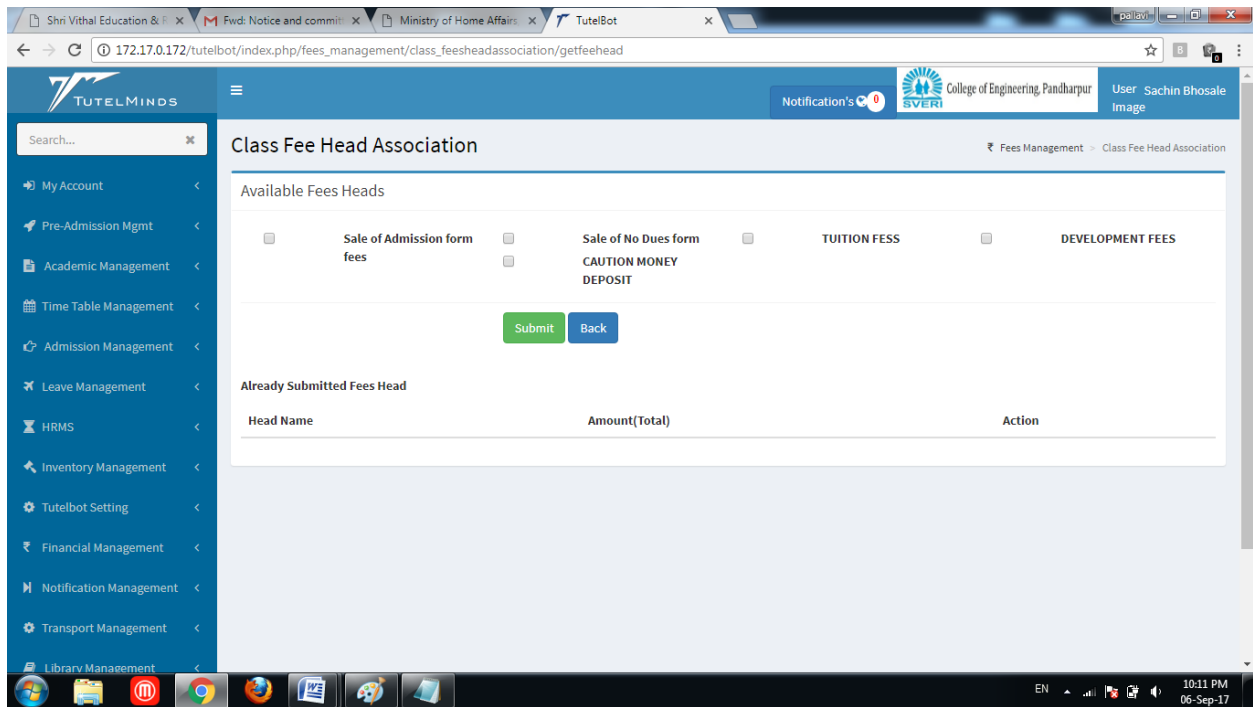 Shri Vithal Education & R
Fwd: Notice and committ
Ministry of Home Affairs
TutelBot
pallavi
172.17.0.172/tutelbot/index.php/fees_management/class_feesheadassociation/getfeehead
TUTELMINDS
Notification's 0
SVERI
College of Engineering, Pandharpur
User Image
Sachin Bhosale
Search...
Class Fee Head Association
₹ Fees Management > Class Fee Head Association
My Account
Pre-Admission Mgmt
Academic Management
Time Table Management
Admission Management
Leave Management
HRMS
Inventory Management
Tutelbot Setting
₹ Financial Management
Notification Management
Transport Management
Library Management
Available Fees Heads
Sale of Admission form
fees
Sale of No Dues form
TUITION FESS
DEVELOPMENT FEES
CAUTION MONEY
DEPOSIT
Submit Back
Already Submitted Fees Head
Head Name Amount(Total) Action
EN
10:11 PM
06-Sep-17